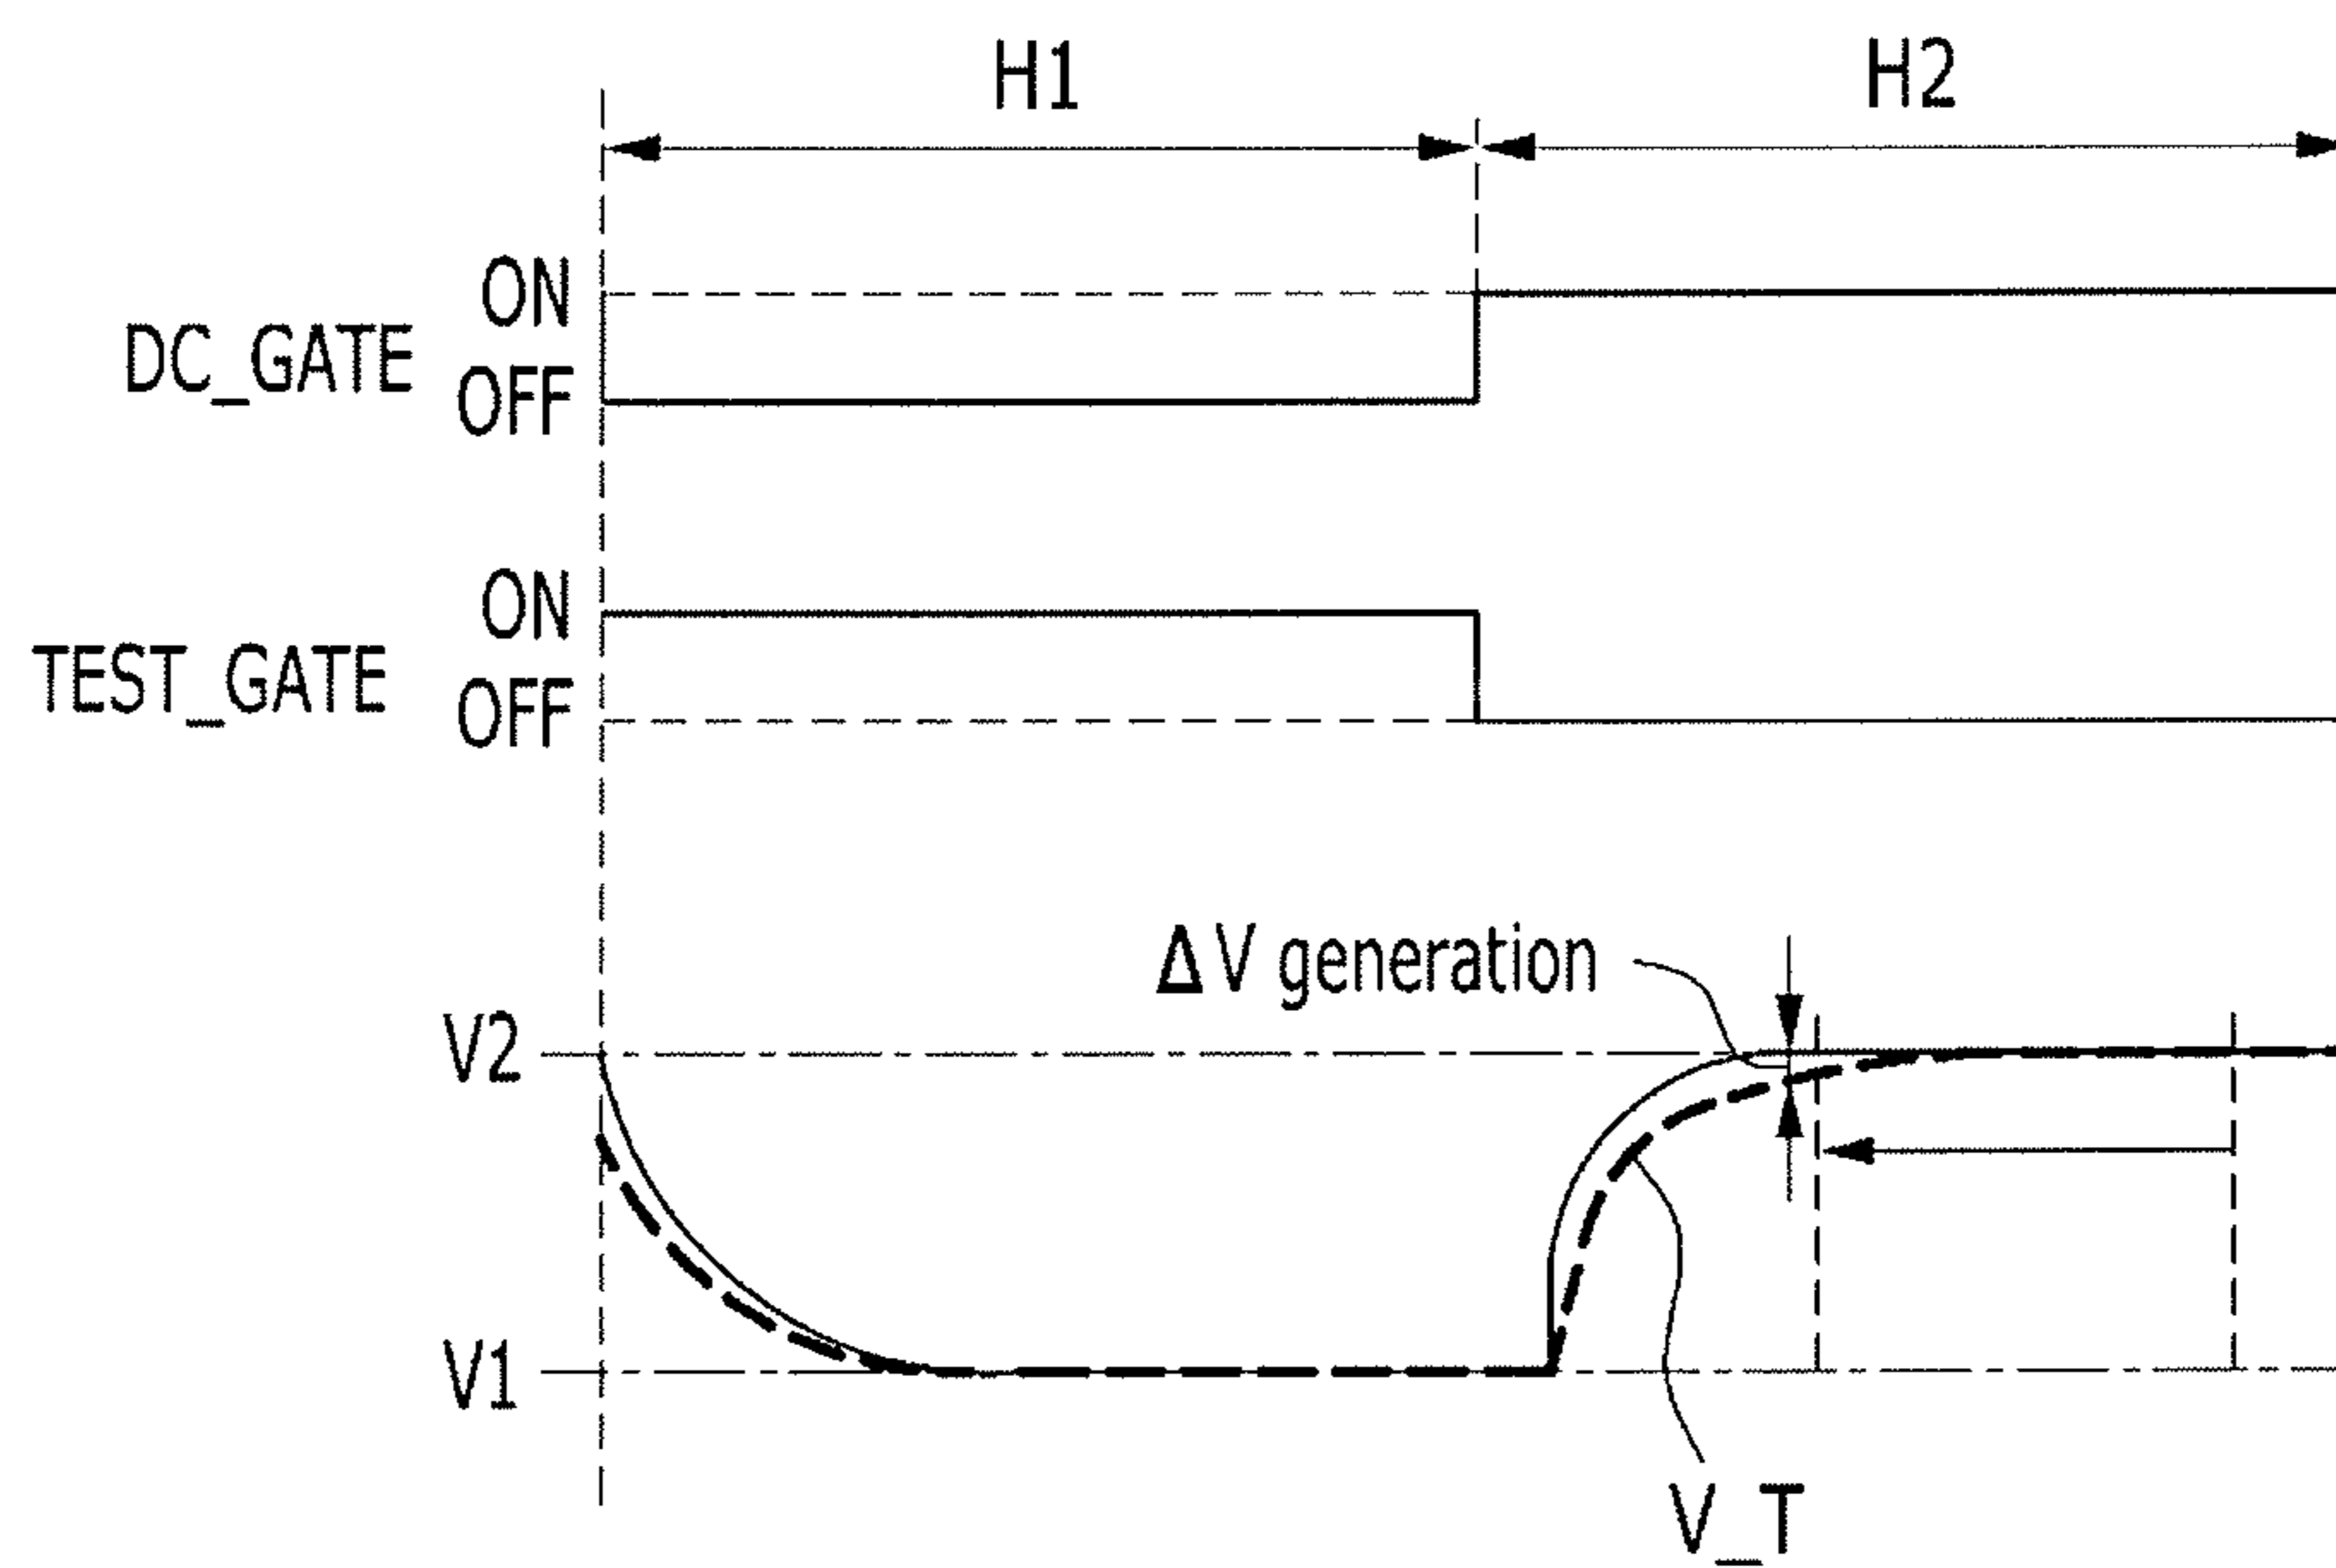 H1
H2
ON
DC_GATE
OFF
ON
TEST_GATE
OFF
ΔV generation
V2
V1
V_T